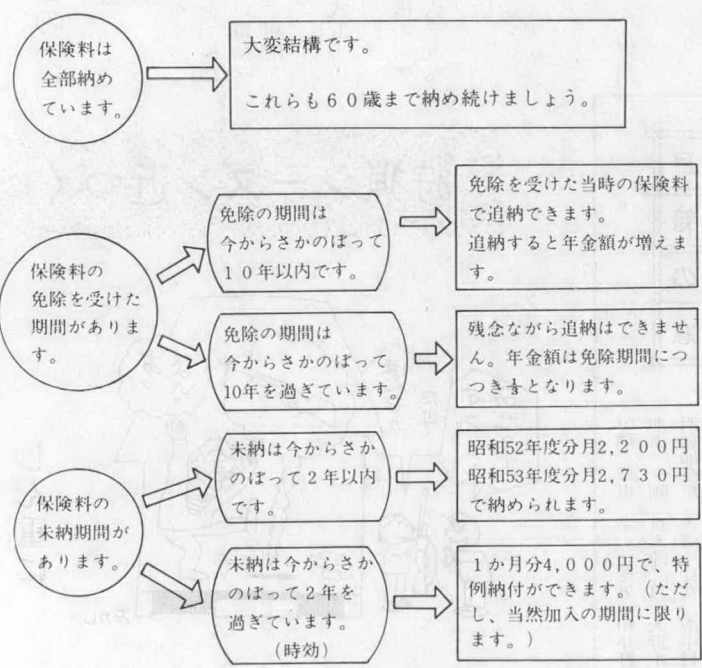 保険料は
全部納め
ています。
大変結構です。
これらも60歳まで納め続けましょう。
保険料の
免除を受けた
期間がありま
す。
免除の期間は
今からさかのぼって
10年以内です。
免除を受けた当時の保険料
で追納できます。
追納すると年金額が増えま
す。
免除の期間は
今からさかのぼって
10年を過ぎています。
残念ながら追納はできませ
ん。年金額は免除期間につ
つき⅓となります。
保険料の
未納期間が
あります。
未納は今からさか
のぼって2年以内
です。
昭和52年度分月2,200円
昭和53年度分月2,730円
で納められます。
未納は今からさか
のぼって2年を
過ぎています。
(時効)
1か月分4,000円で、特
例納付ができます。(ただ
し、当然加入の期間に限り
ます。)